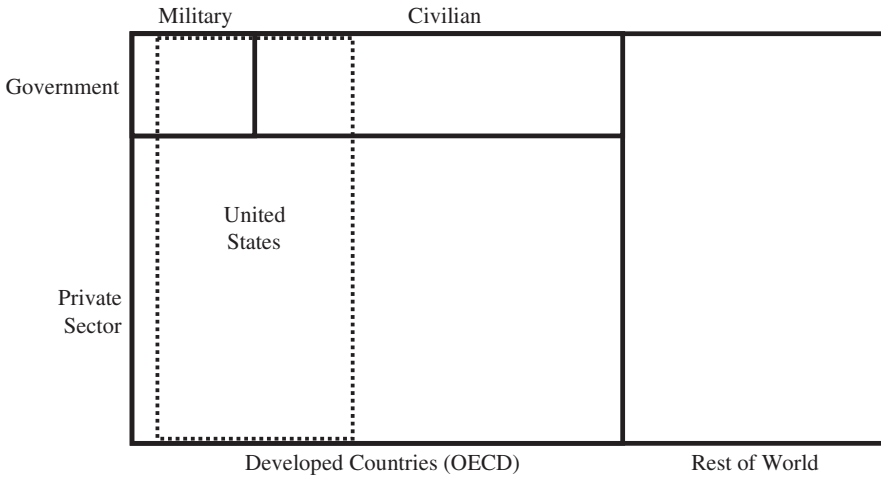 Military
Civilian
Government
United
States
Private
Sector
Developed Countries (OECD)
Rest of World